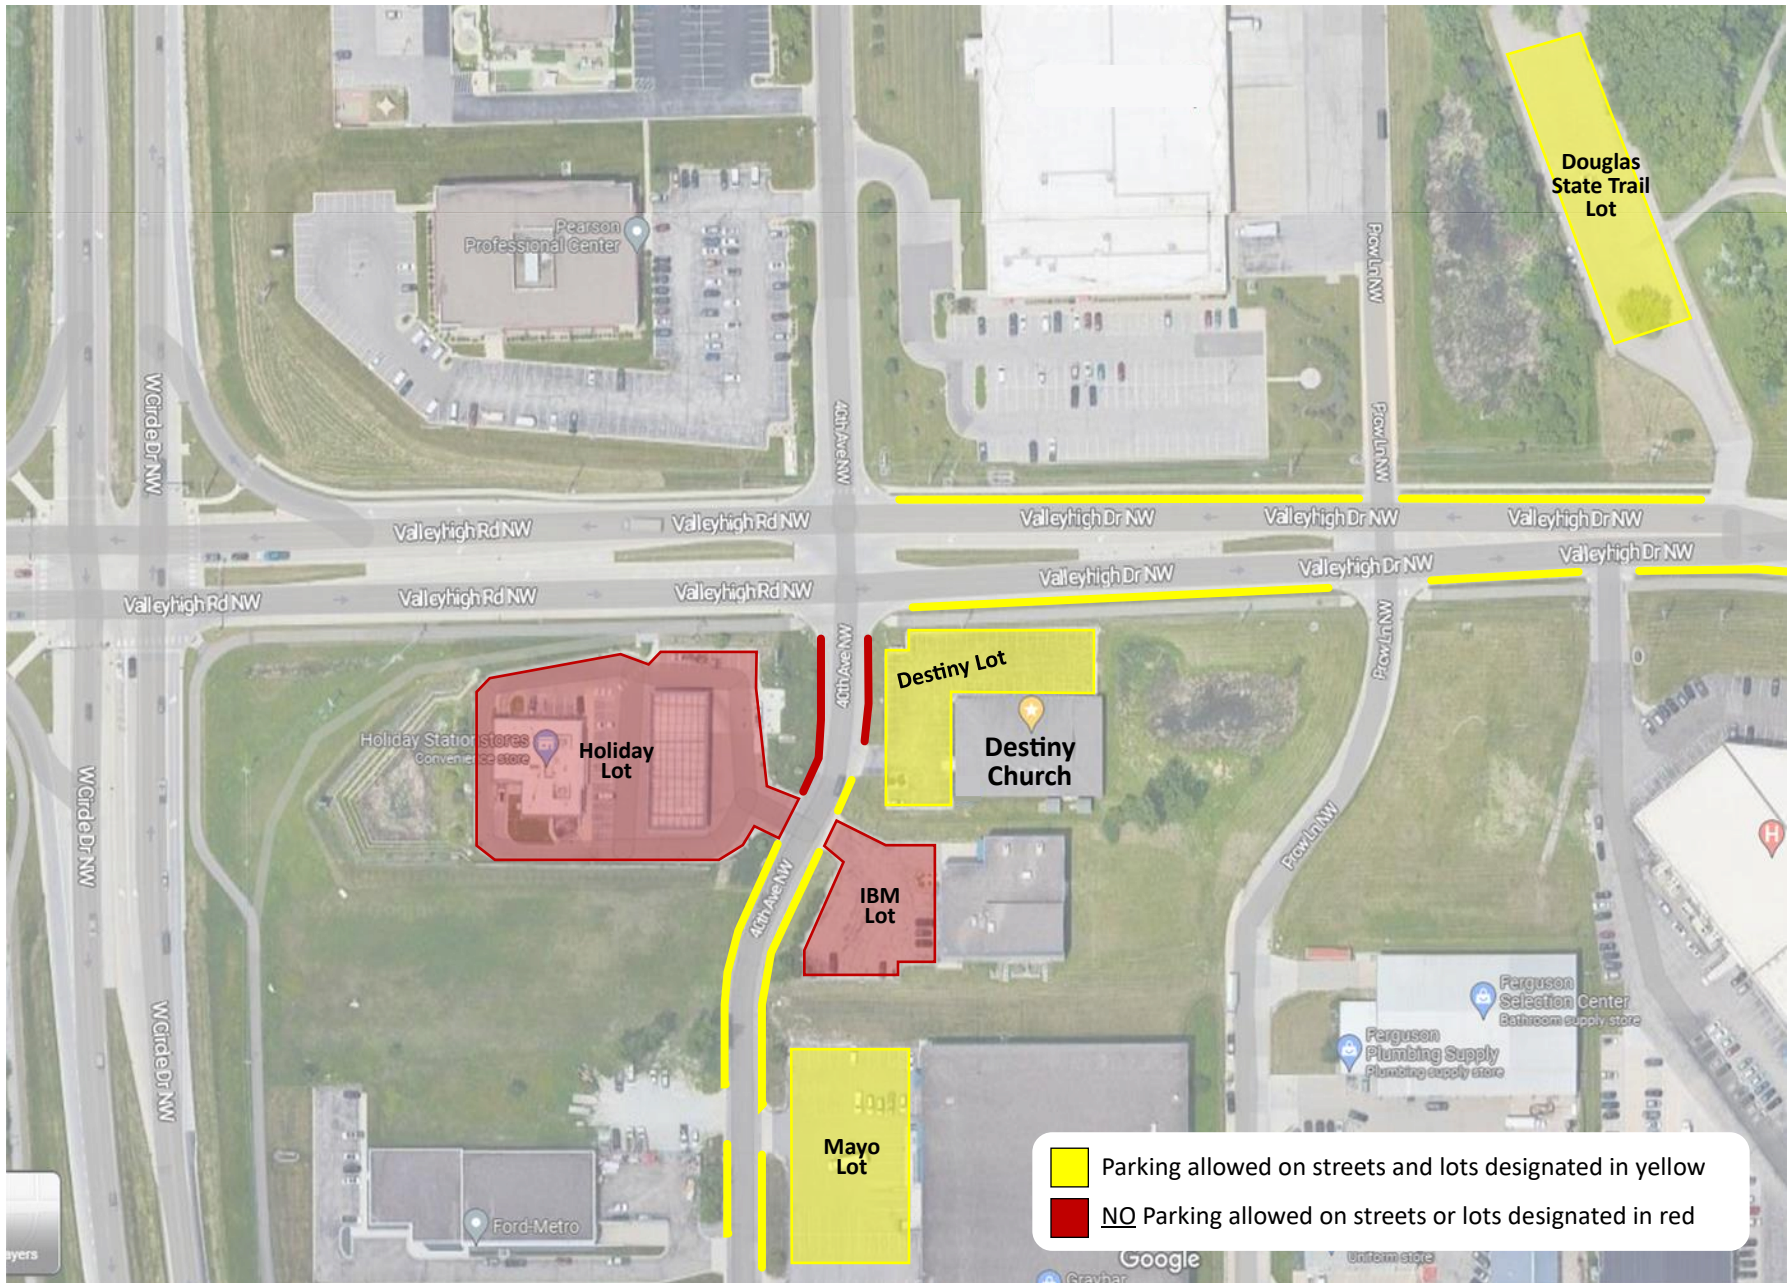 Douglas
State Trail
Lot
Pearson
Professional Center
W Circle Dr NW
40th Ave NW
Prow Ln NW
Prow Ln NW
Valleyhigh Rd NW
Valleyhigh Rd NW
Valleyhigh Dr NW
Valleyhigh Dr NW
Valleyhigh Dr NW
Valleyhigh Rd NW
Valleyhigh Rd NW
Valleyhigh Rd NW
Valleyhigh Dr NW
Valleyhigh Dr NW
Valleyhigh Dr NW
40th Ave NW
Destiny Lot
Prow Ln NW
Holiday Stationstores
Convenience store
Holiday
Lot
Destiny
Church
W Circle Dr NW
Prow Ln NW
IBM
Lot
40th Ave NW
W Circle Dr NW
Ferguson
Selection Center
Bathroom supply store
Ferguson
Plumbing Supply
Plumbing supply store
Mayo
Lot
Ford-Metro
Parking allowed on streets and lots designated in yellow
NO Parking allowed on streets or lots designated in red
ayers
Google
Uniform store
Graybar